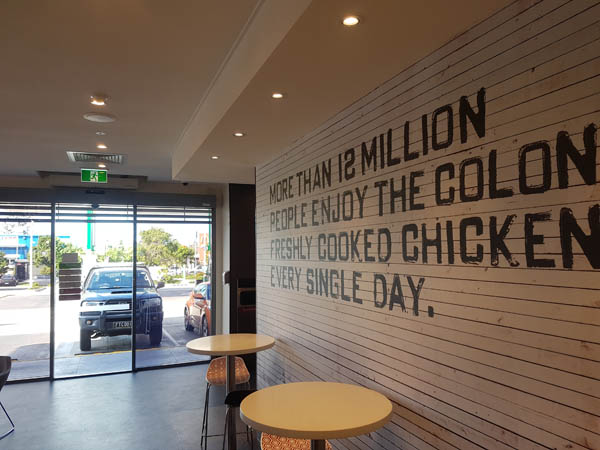 MORE THAN 12 MILLION
PEOPLE ENJOY THE COLON
FRESHLY COOKED CHICKEN
EVERY SINGLE DAY.